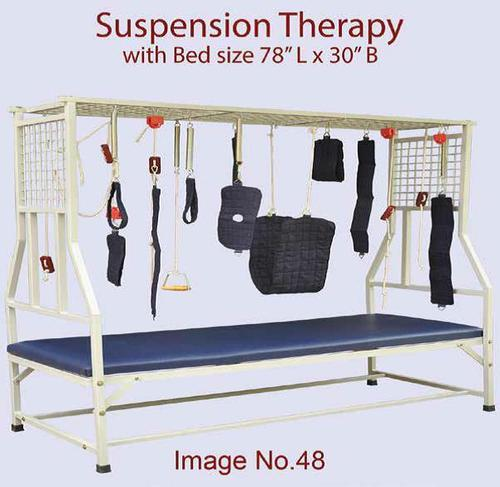 Suspension Therapy
with Bed size 78” L x 30” B
Image No.48